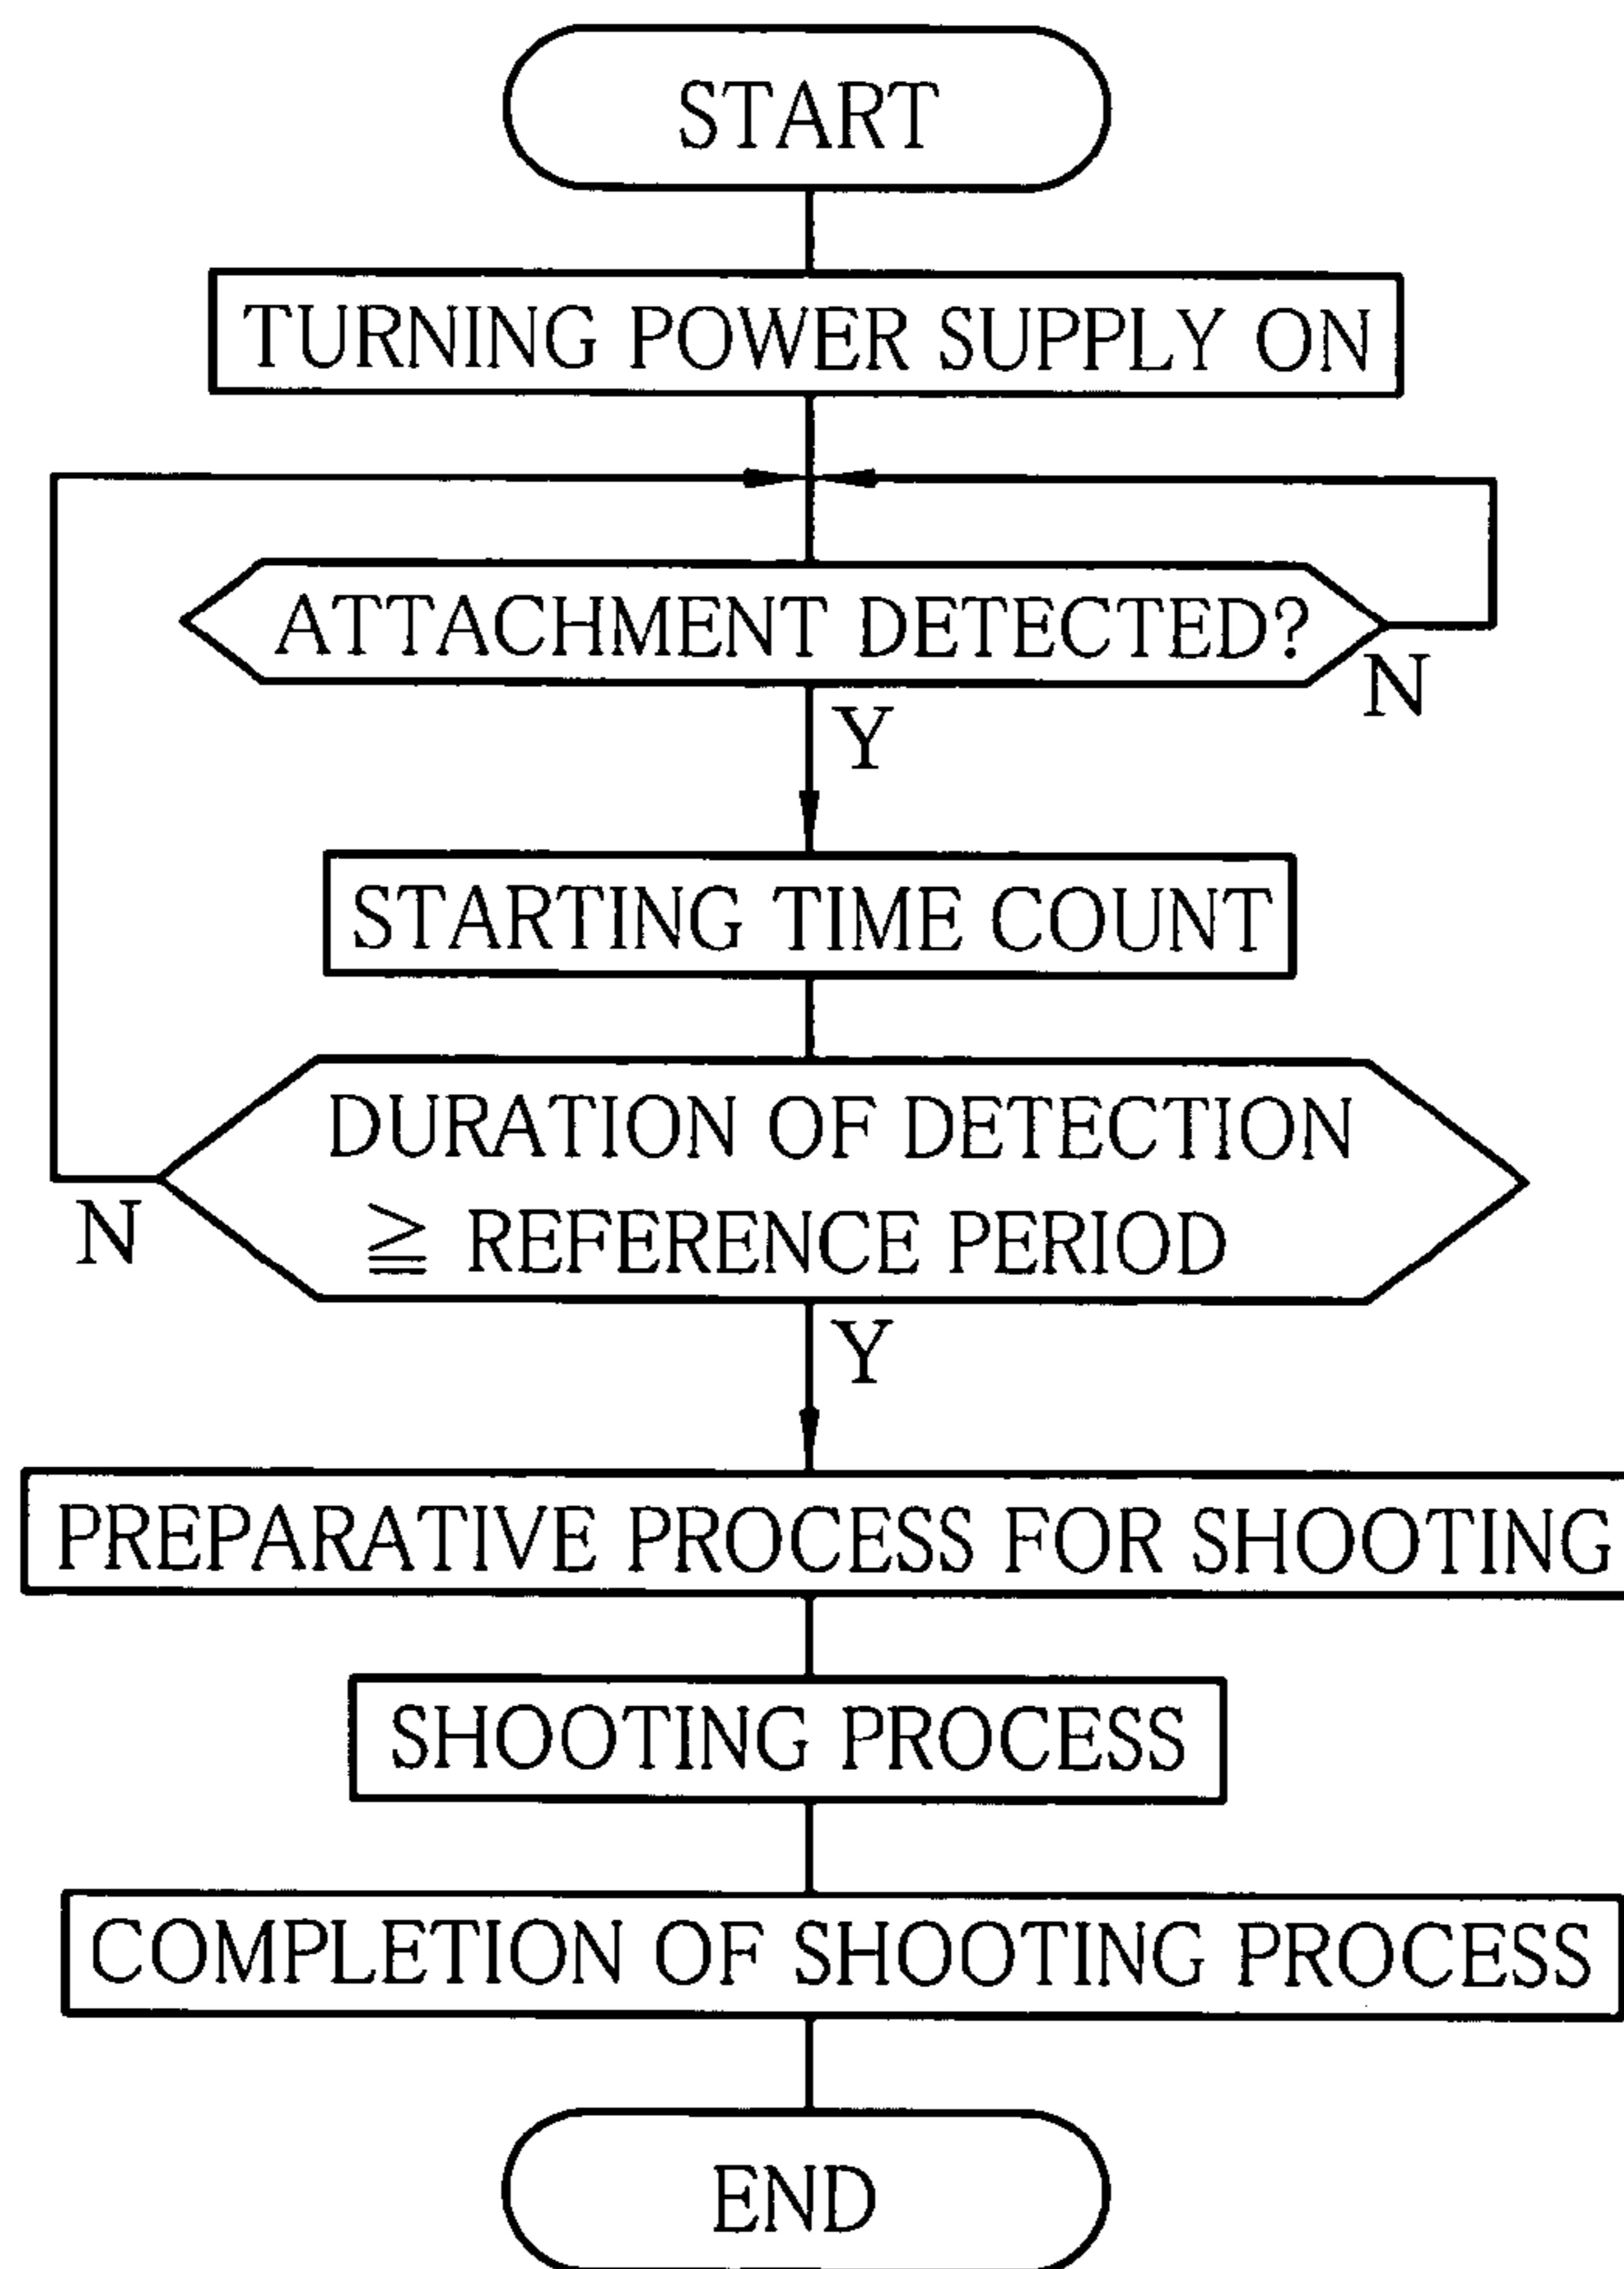 START
TURNING POWER SUPPLY ON
ATTACHMENT DETECTED?
N
Y
STARTING TIME COUNT
DURATION OF DETECTION
≧ REFERENCE PERIOD
N
Y
PREPARATIVE PROCESS FOR SHOOTING
SHOOTING PROCESS
COMPLETION OF SHOOTING PROCESS
END